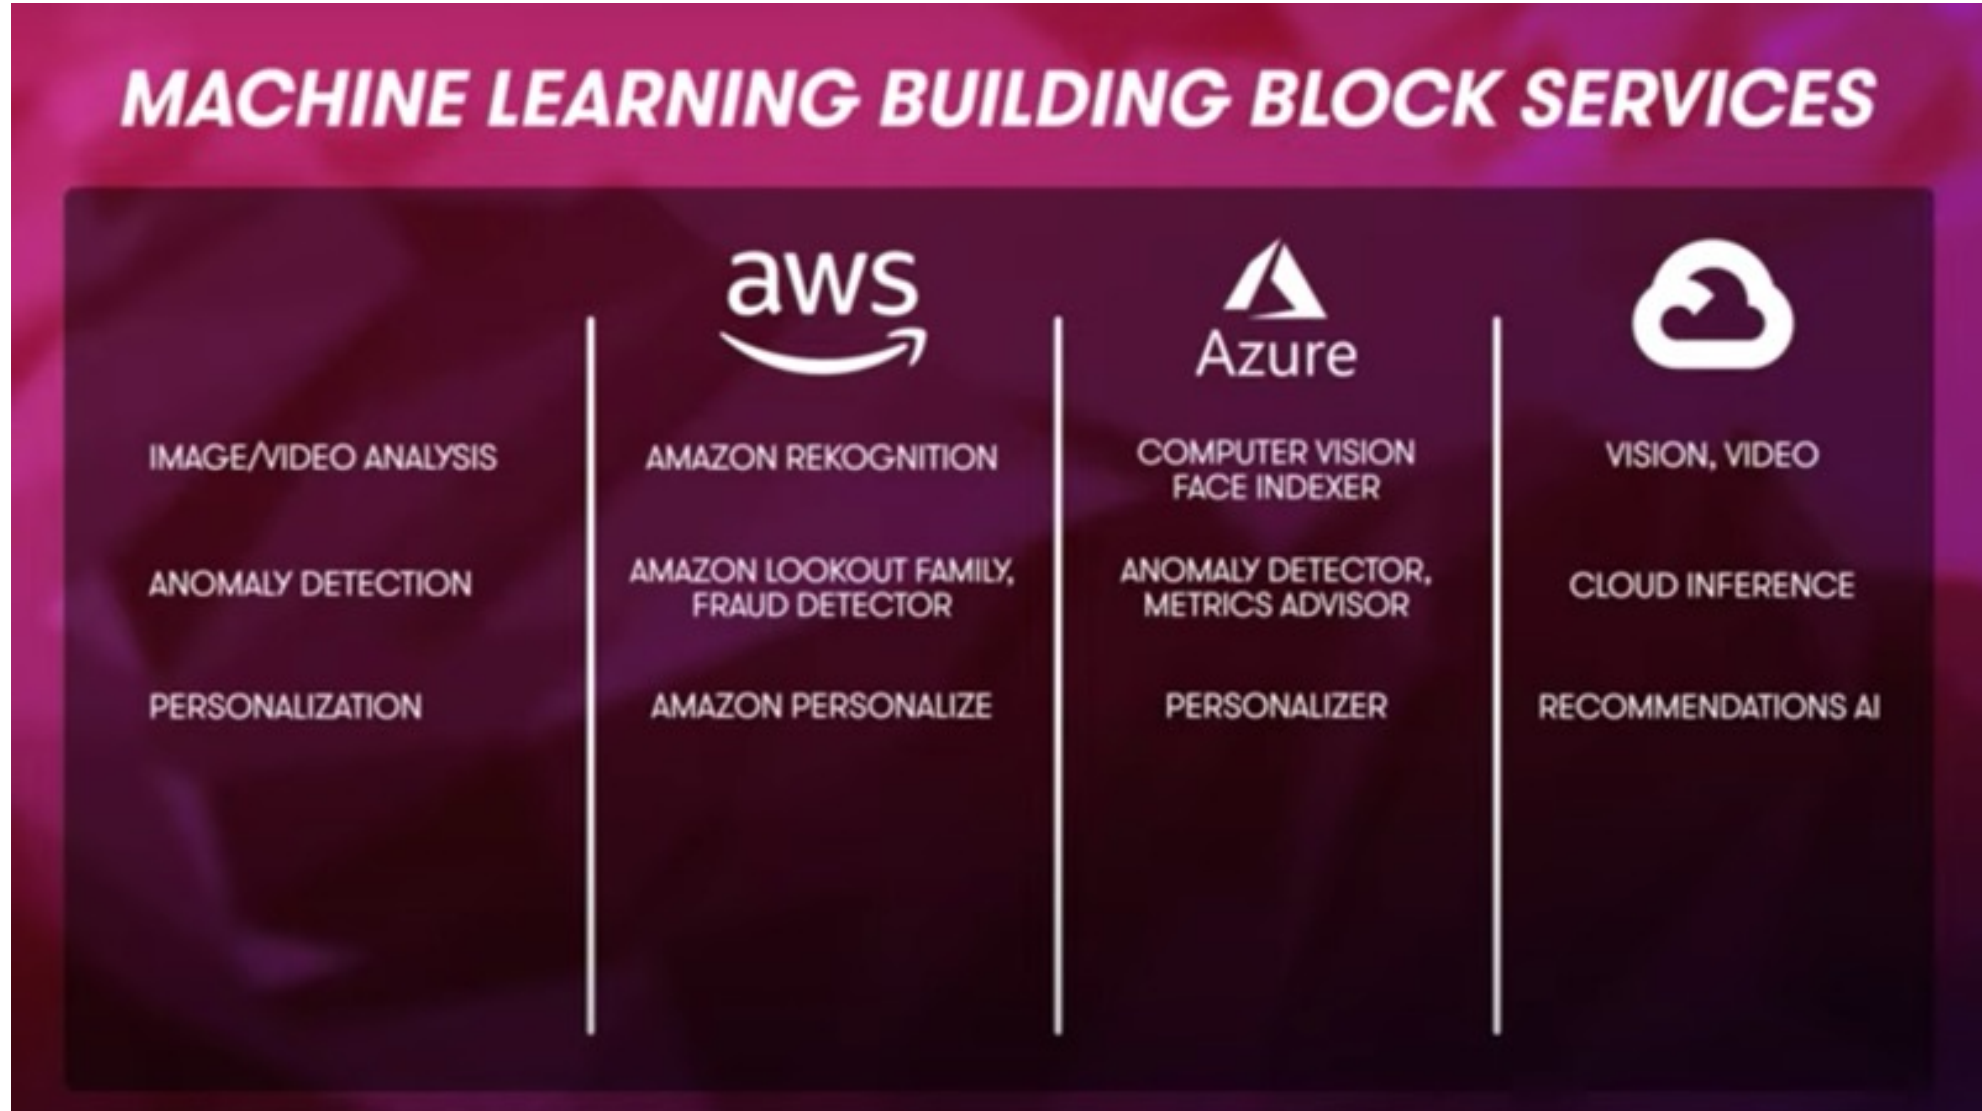 MACHINE LEARNING BUILDING BLOCK SERVICES
aws
Azure
IMAGE/VIDEO ANALYSIS
AMAZON REKOGNITION
COMPUTER VISION
FACE INDEXER
VISION, VIDEO
ANOMALY DETECTION
AMAZON LOOKOUT FAMILY,
FRAUD DETECTOR
ANOMALY DETECTOR,
METRICS ADVISOR
CLOUD INFERENCE
PERSONALIZATION
AMAZON PERSONALIZE
PERSONALIZER
RECOMMENDATIONS AI